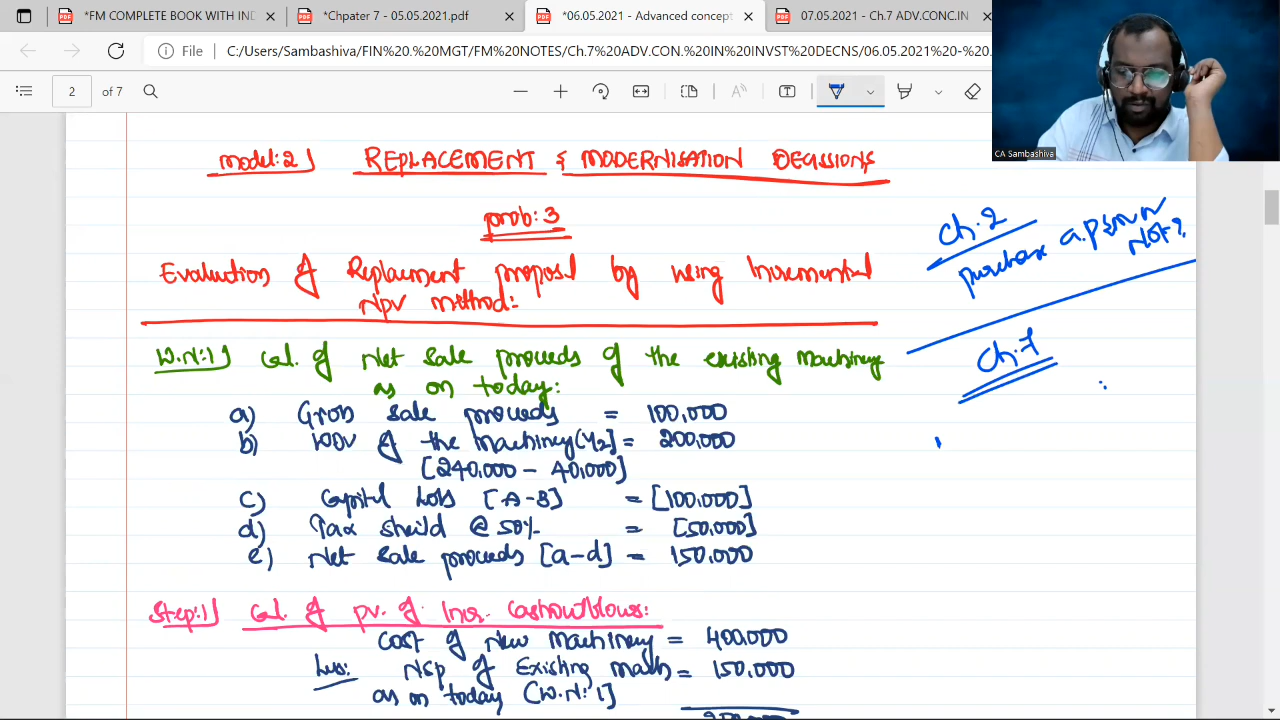 *FM COMPLETE BOOK WITH IND
*Chpater 7 - 05.05.2021.pdf
*06.05.2021 - Advanced concept
07.05.2021 - Ch.7 ADV.CONC.IN
File
C:/Users/Sambashiva/FIN%20.%20MGT/FM%20NOTES/Ch.7%20ADV.CON.%20IN%20INVST%20DECNS/06.05.2021%20-%20.
2 of 7
CA Sambashiva
model:2] REPLACEMENT & MODERNISATION DECISIONS
prob:3
Evaluation of Replacement proposal by using Incremental
NPV method:
W.N:1] Cal. of Net Sale proceeds of the existing Machinery
as on today:
a) Gross Sale proceeds = 100,000
b) WDV of the Machinery [Y2] = 200,000
[240,000 - 40,000]
c) Capital Loss [A-B] = [100,000]
d) Tax sheild @ 50% = [50,000]
e) Net Sale proceeds [a-d] = 150,000
Step:1] Cal. of pv. of Incr. Cashoutflows:
Cost of New Machinery = 400,000
Less: NSP of Existing Mach = 150,000
as on today [W.N:1]
Ch.2
purchase
NOT?
Ch.7